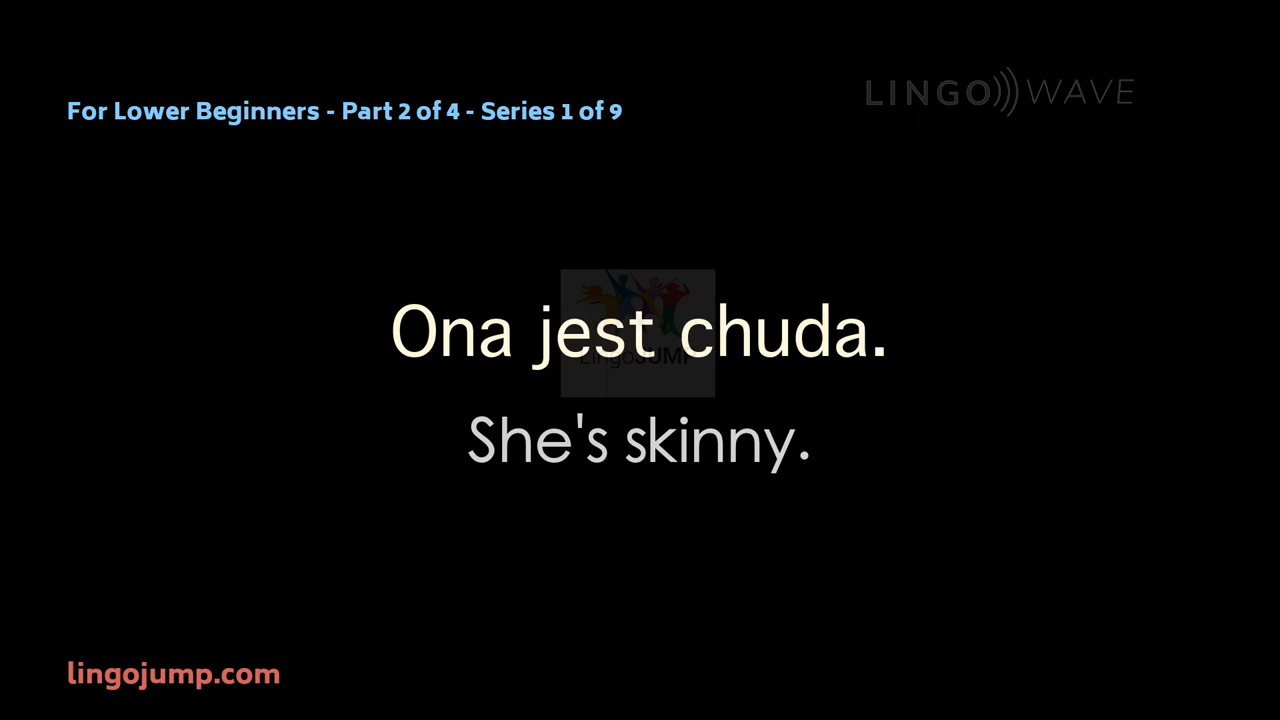 For Lower Beginners - Part 2 of 4 - Series 1 of 9
LINGO WAVE
Ona jest chuda.
LingoJUMP
She's skinny.
lingojump.com